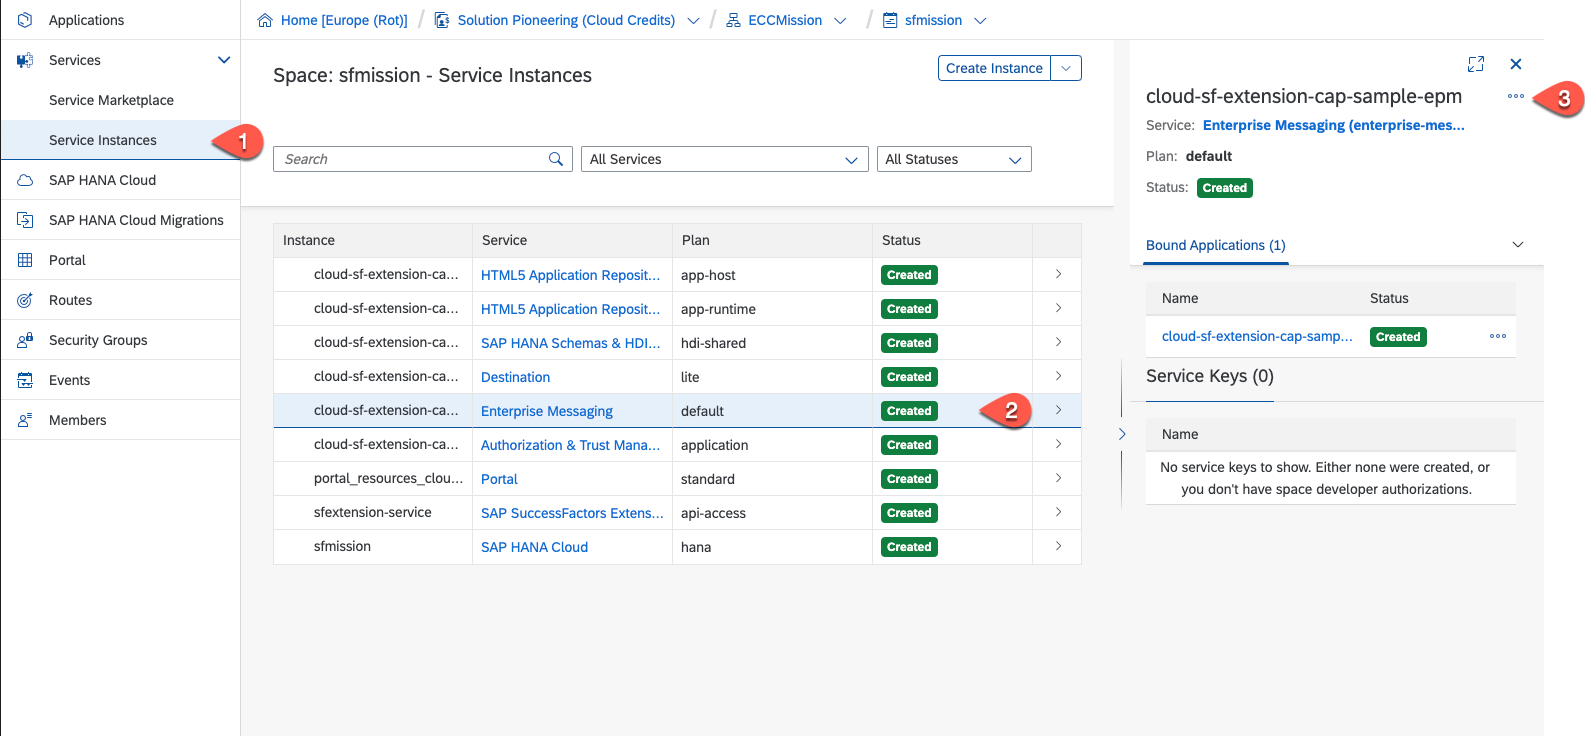 Applications
Services
Service Marketplace
Service Instances
1
SAP HANA Cloud
SAP HANA Cloud Migrations
Portal
Routes
Security Groups
Events
Members
Home [Europe (Rot)] / Solution Pioneering (Cloud Credits) / ECCMission / sfmission
Space: sfmission - Service Instances
Create Instance
Search
All Services
All Statuses
Instance Service Plan Status
cloud-sf-extension-ca... HTML5 Application Reposit... app-host Created
cloud-sf-extension-ca... HTML5 Application Reposit... app-runtime Created
cloud-sf-extension-ca... SAP HANA Schemas & HDI... hdi-shared Created
cloud-sf-extension-ca... Destination lite Created
cloud-sf-extension-ca... Enterprise Messaging default Created 2
cloud-sf-extension-ca... Authorization & Trust Mana... application Created
portal_resources_clou... Portal standard Created
sfextension-service SAP SuccessFactors Extens... api-access Created
sfmission SAP HANA Cloud hana Created
cloud-sf-extension-cap-sample-epm
3
Service: Enterprise Messaging (enterprise-mes...
Plan: default
Status: Created
Bound Applications (1)
Name Status
cloud-sf-extension-cap-samp... Created
Service Keys (0)
Name
No service keys to show. Either none were created, or
you don't have space developer authorizations.